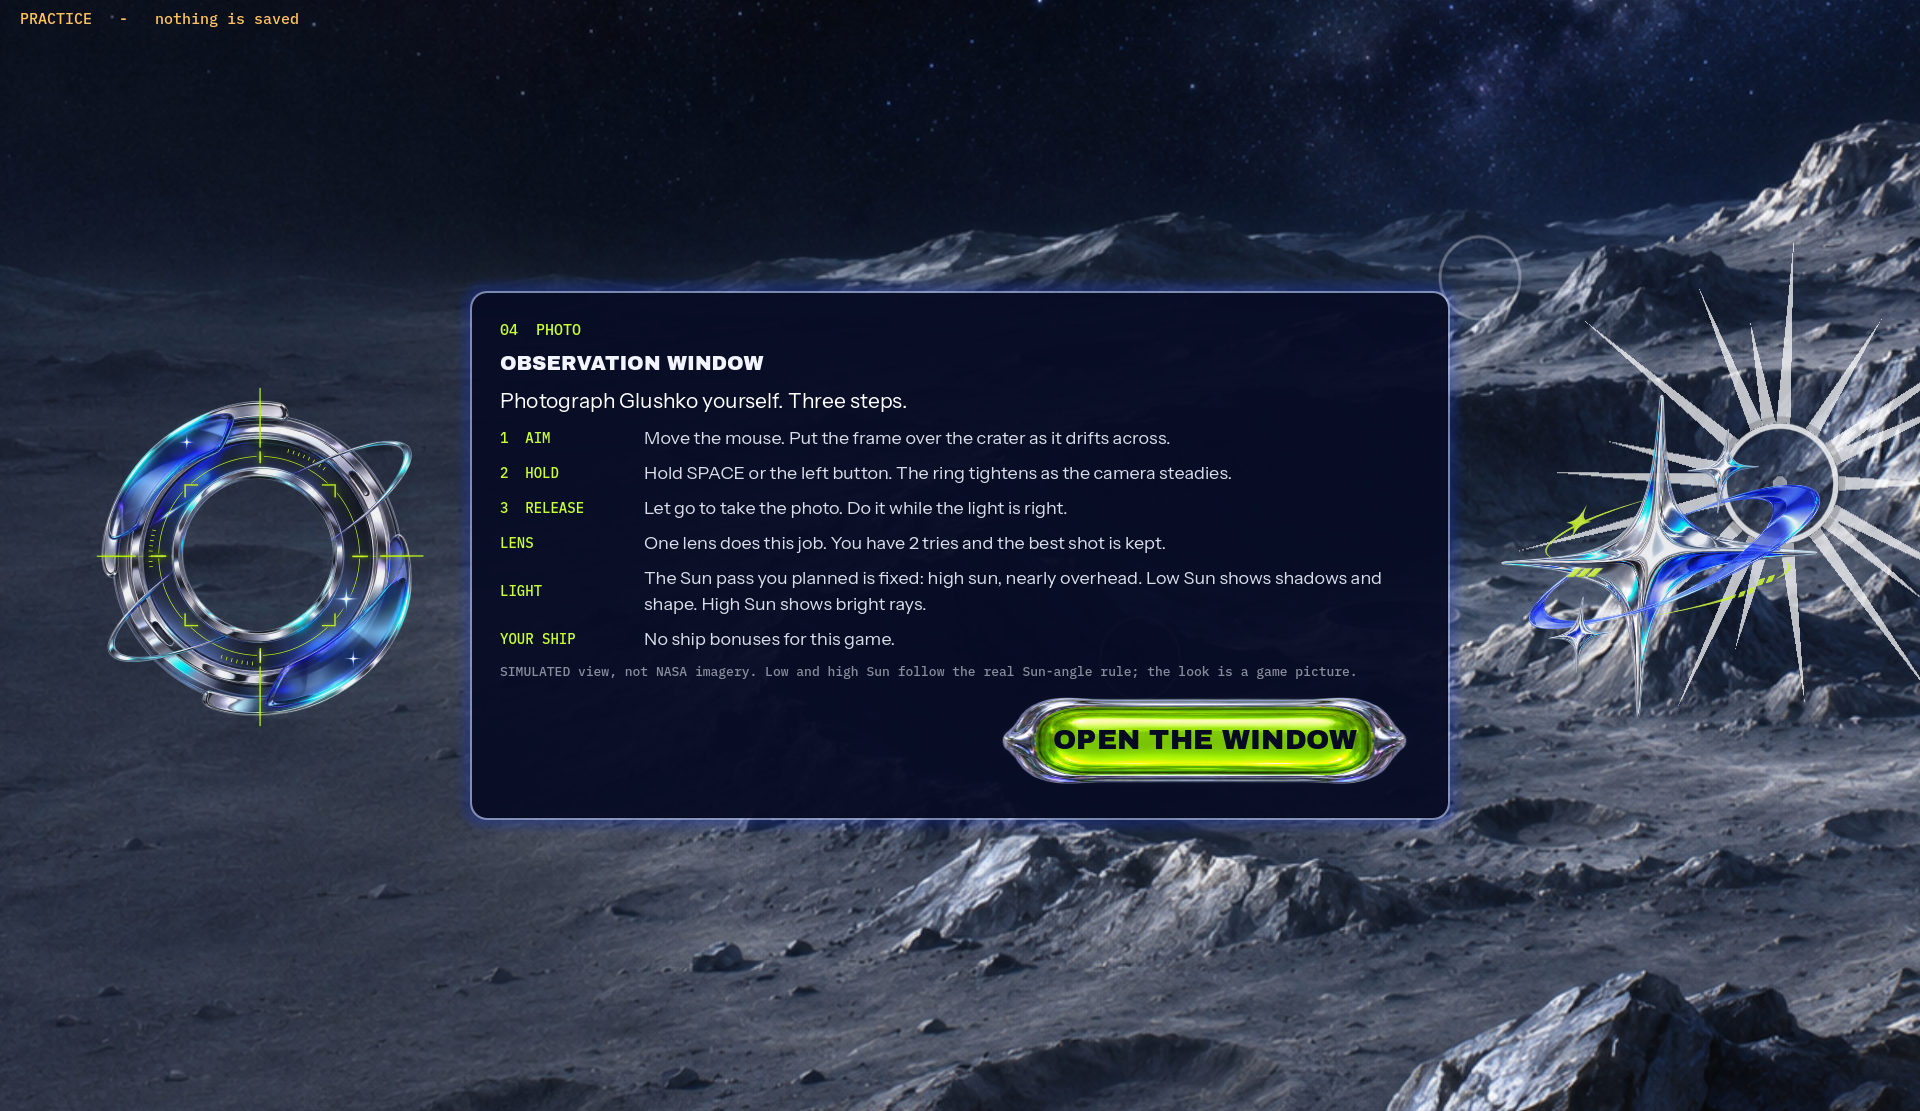 PRACTICE - nothing is saved
04 PHOTO
OBSERVATION WINDOW
Photograph Glushko yourself. Three steps.
1 AIM Move the mouse. Put the frame over the crater as it drifts across.
2 HOLD Hold SPACE or the left button. The ring tightens as the camera steadies.
3 RELEASE Let go to take the photo. Do it while the light is right.
LENS One lens does this job. You have 2 tries and the best shot is kept.
LIGHT The Sun pass you planned is fixed: high sun, nearly overhead. Low Sun shows shadows and
shape. High Sun shows bright rays.
YOUR SHIP No ship bonuses for this game.
SIMULATED view, not NASA imagery. Low and high Sun follow the real Sun-angle rule; the look is a game picture.
OPEN THE WINDOW